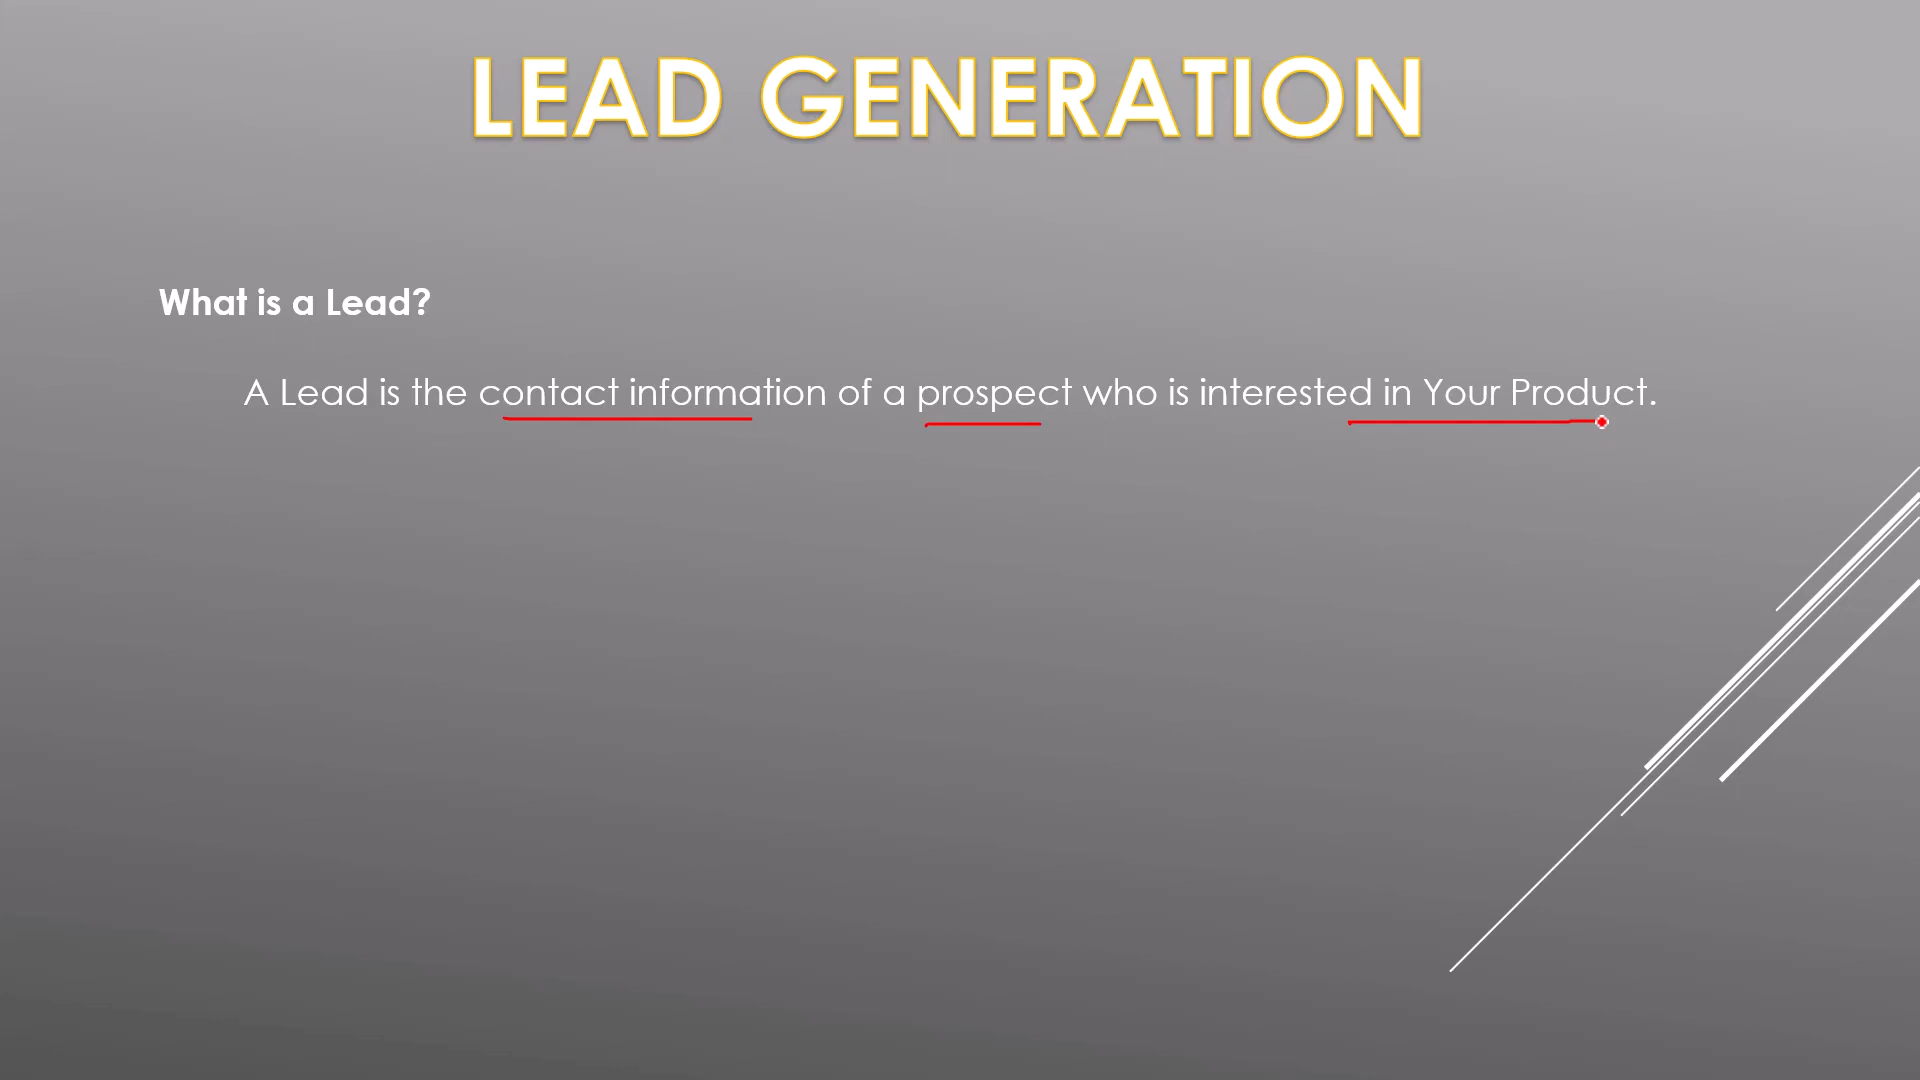 LEAD GENERATION
What is a Lead?
A Lead is the contact information of a prospect who is interested in Your Product.